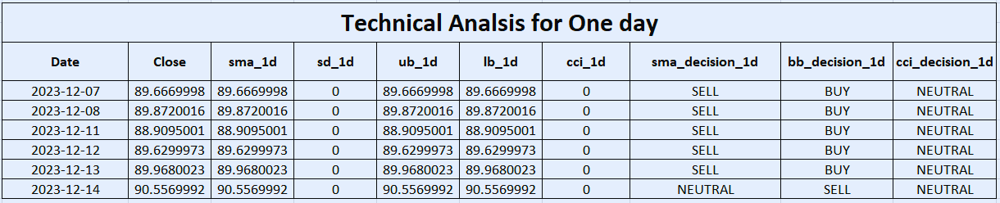 Technical Analsis for One day
Date Close sma_1d sd_1d ub_1d lb_1d cci_1d sma_decision_1d bb_decision_1d cci_decision_1d
2023-12-07 89.6669998 89.6669998 0 89.6669998 89.6669998 0 SELL BUY NEUTRAL
2023-12-08 89.8720016 89.8720016 0 89.8720016 89.8720016 0 SELL BUY NEUTRAL
2023-12-11 88.9095001 88.9095001 0 88.9095001 88.9095001 0 SELL BUY NEUTRAL
2023-12-12 89.6299973 89.6299973 0 89.6299973 89.6299973 0 SELL BUY NEUTRAL
2023-12-13 89.9680023 89.9680023 0 89.9680023 89.9680023 0 SELL BUY NEUTRAL
2023-12-14 90.5569992 90.5569992 0 90.5569992 90.5569992 0 NEUTRAL SELL NEUTRAL